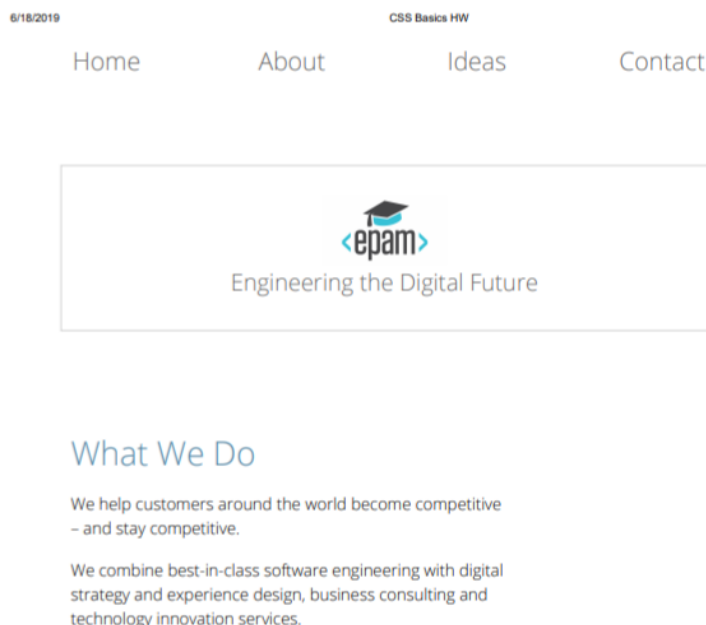 6/18/2019 CSS Basics HW
Home About Ideas Contact
<epam>
Engineering the Digital Future
What We Do
We help customers around the world become competitive
– and stay competitive.
We combine best-in-class software engineering with digital
strategy and experience design, business consulting and
technology innovation services.